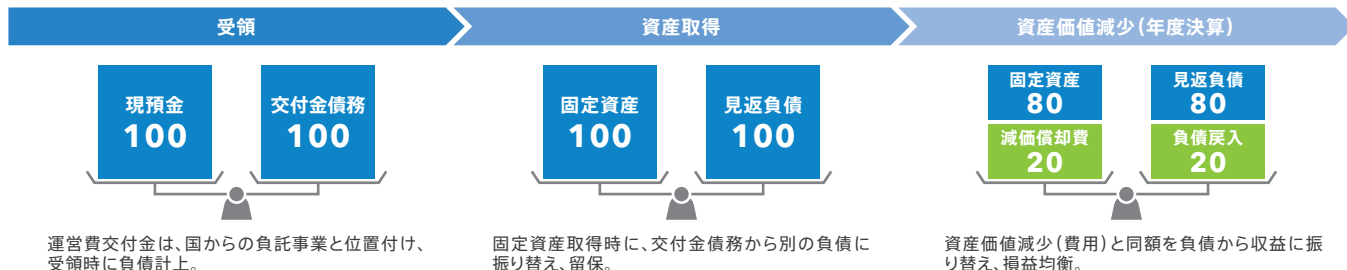 受領
資産取得
資産価値減少(年度決算)
現預金
100
交付金債務
100
固定資産
100
見返負債
100
固定資産
80
減価償却費
20
見返負債
80
負債戻入
20
運営費交付金は、国からの負託事業と位置付け、
受領時に負債計上。
固定資産取得時に、交付金債務から別の負債に
振り替え、留保。
資産価値減少(費用)と同額を負債から収益に振
り替え、損益均衡。